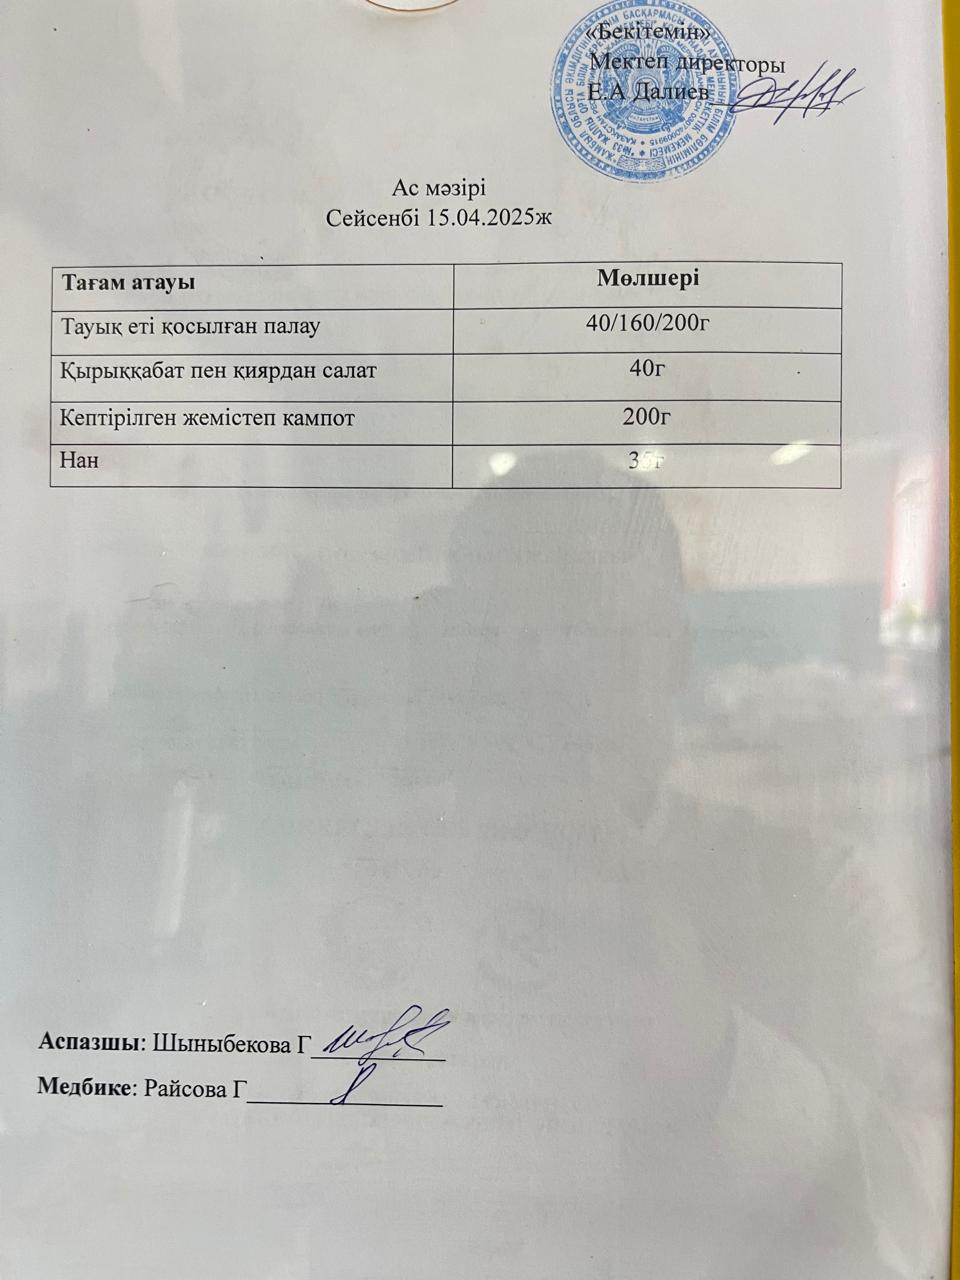 «Бекітемін»
Мектеп директоры
Е.А Далиев
Ас мәзірі
Сейсенбі 15.04.2025ж
Тағам атауы Мөлшері
Тауық еті қосылған палау 40/160/200г
Қырыққабат пен қиярдан салат 40г
Кептірілген жемістеп кампот 200г
Нан 35г
Аспазшы: Шыныбекова Г
Медбике: Райсова Г